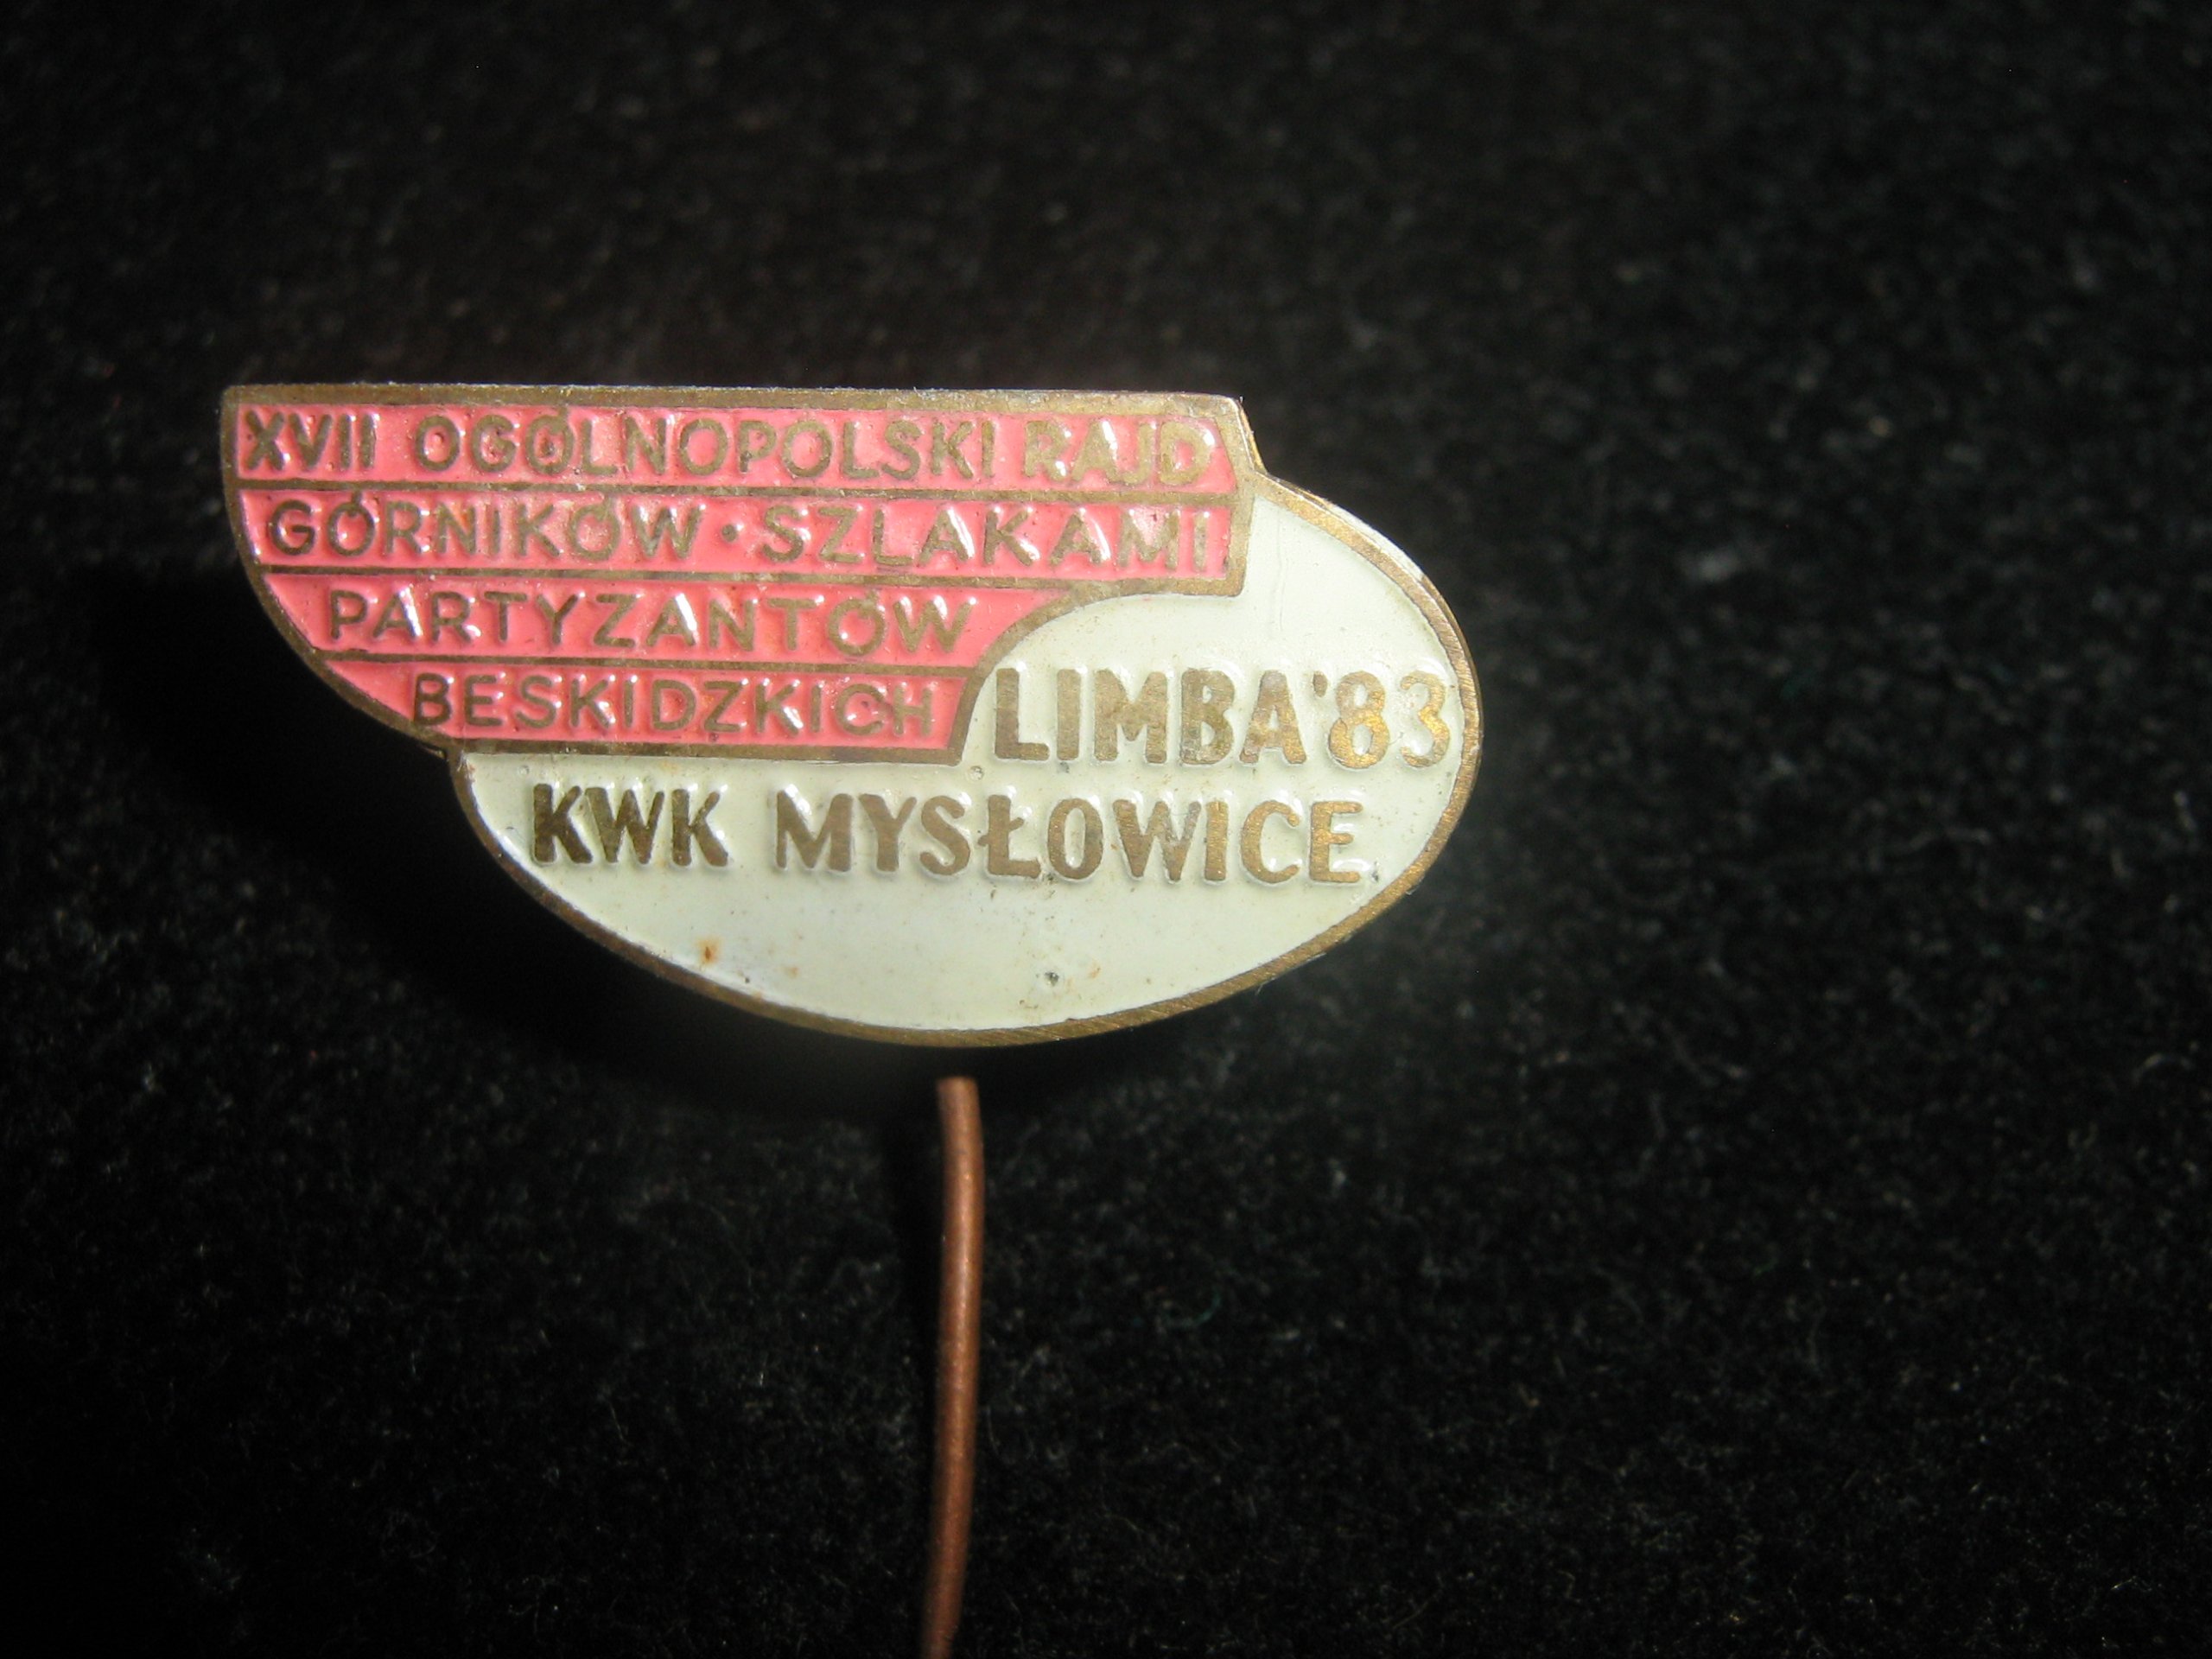 XVII OGÓLNOPOLSKI RAJD
GÓRNIKÓW • SZLAKAMI
PARTYZANTÓW
BESKIDZKICH
LIMBA'83
KWK MYSŁOWICE